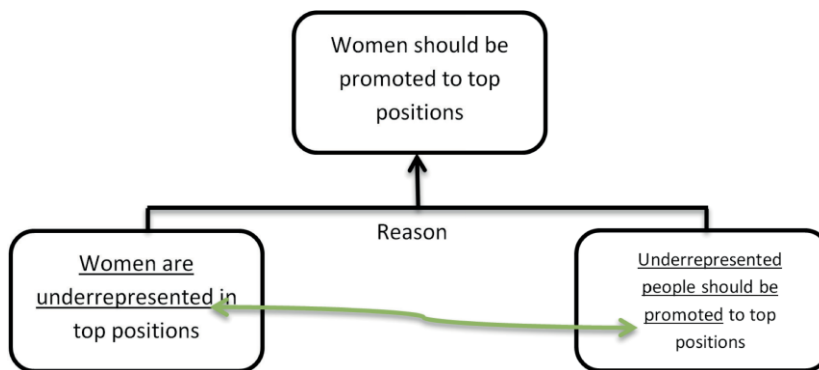 Women should be
promoted to top
positions
Reason
Women are
underrepresented in
top positions
Underrepresented
people should be
promoted to top
positions